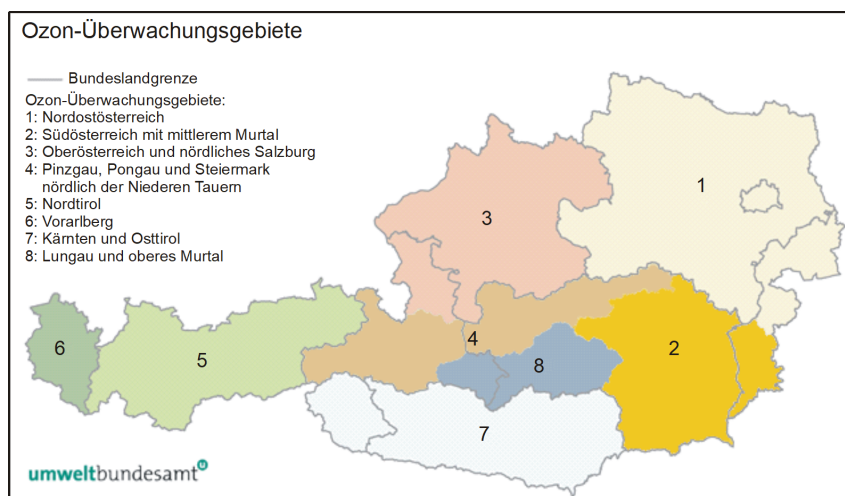 Ozon-Überwachungsgebiete
Bundeslandgrenze
Ozon-Überwachungsgebiete:
1: Nordostösterreich
2: Südösterreich mit mittlerem Murtal
3: Oberösterreich und nördliches Salzburg
4: Pinzgau, Pongau und Steiermark
nördlich der Niederen Tauern
5: Nordtirol
6: Vorarlberg
7: Kärnten und Osttirol
8: Lungau und oberes Murtal
1
3
4
2
6
5
8
7
umweltbundesamt u